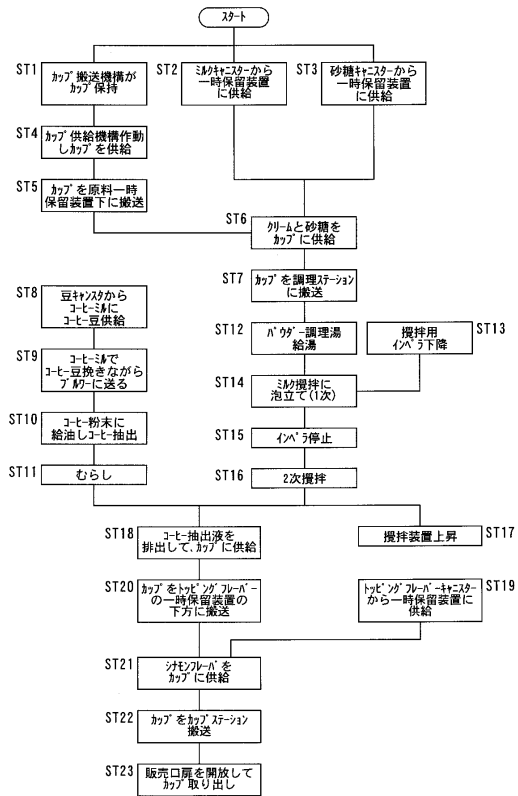 スタート
ST1
カップ搬送機構が
カップ保持
ST2
ミルクキャニスターから
一時保留装置
に供給
ST3
砂糖キャニスターから
一時保留装置
に供給
ST4
カップ供給機構作動
しカップを供給
ST5
カップを原料一時
保留装置下に搬送
ST6
クリームと砂糖を
カップに供給
ST7
カップを調理ステーション
に搬送
ST8
豆キャンスタから
コーヒーミルに
コーヒー豆供給
ST12
パウダー調理湯
給湯
ST13
攪拌用
インペラ下降
ST9
コーヒーミルで
コーヒー豆挽きながら
ブルワーに送る
ST14
ミルク攪拌に
泡立て(1次)
ST10
コーヒー粉末に
給油しコーヒー抽出
ST15
インペラ停止
ST11
むらし
ST16
2次攪拌
ST18
コーヒー抽出液を
排出して、カップに供給
攪拌装置上昇
ST17
ST20
カップをトッピングフレーバー
の一時保留装置の
下方に搬送
トッピングフレーバーキャニスター
から一時保留装置に
供給
ST19
ST21
シナモンフレーバを
カップに供給
ST22
カップをカップステーション
搬送
ST23
販売口扉を開放して
カップ取り出し